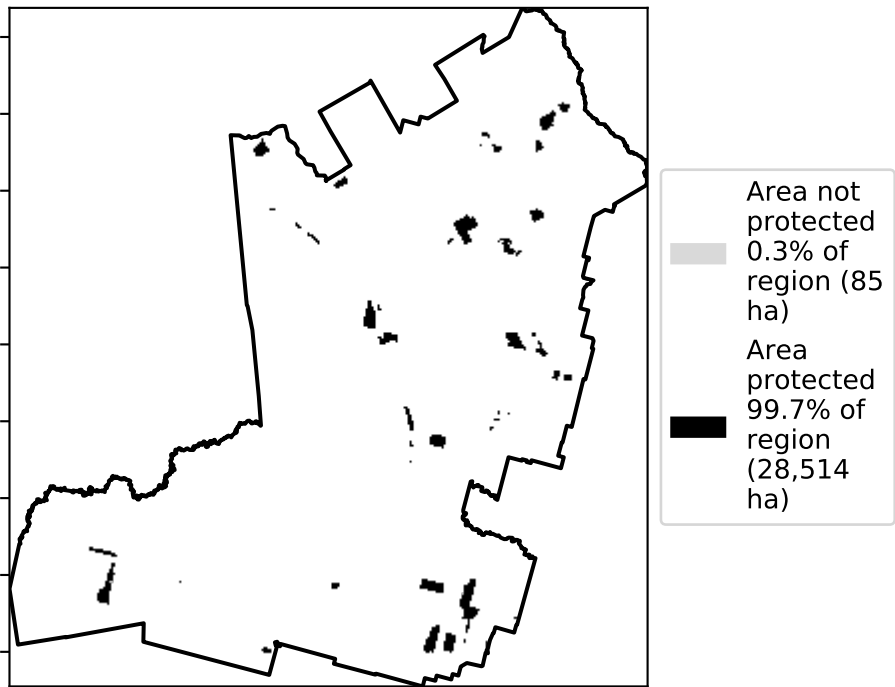 Area not
protected
0.3% of
region (85
ha)
Area
protected
99.7% of
region
(28,514
ha)